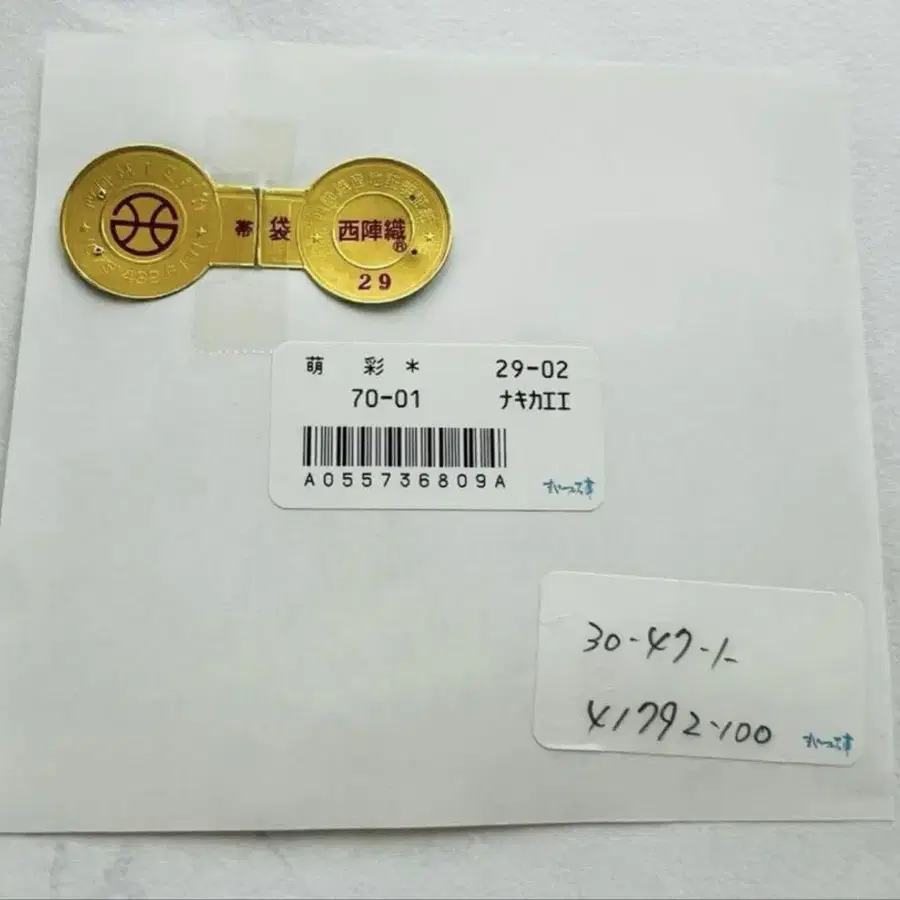 帯 袋
西陣織®
29
萌 彩 * 29-02
70-01 ナキカエエ
A055736809A
30-47-1-
41792-100